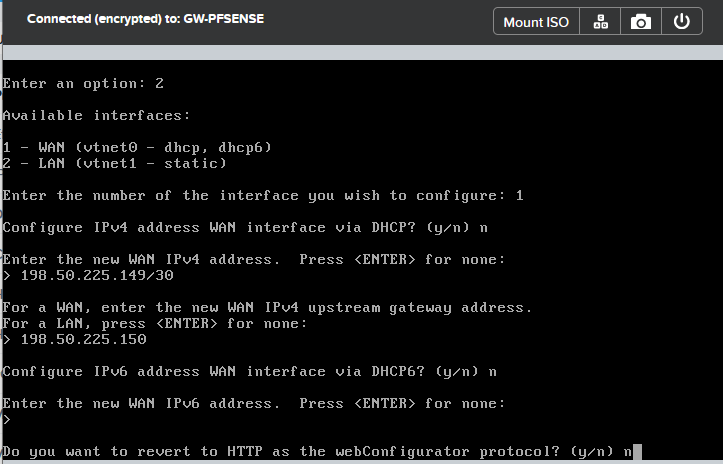 Connected (encrypted) to: GW-PFSENSE
Mount ISO
Enter an option: 2
Available interfaces:
1 - WAN (vtnet0 - dhcp, dhcp6)
2 - LAN (vtnet1 - static)
Enter the number of the interface you wish to configure: 1
Configure IPv4 address WAN interface via DHCP? (y/n) n
Enter the new WAN IPv4 address.  Press <ENTER> for none:
> 198.50.225.149/30
For a WAN, enter the new WAN IPv4 upstream gateway address.
For a LAN, press <ENTER> for none:
> 198.50.225.150
Configure IPv6 address WAN interface via DHCP6? (y/n) n
Enter the new WAN IPv6 address.  Press <ENTER> for none:
>
Do you want to revert to HTTP as the webConfigurator protocol? (y/n) n